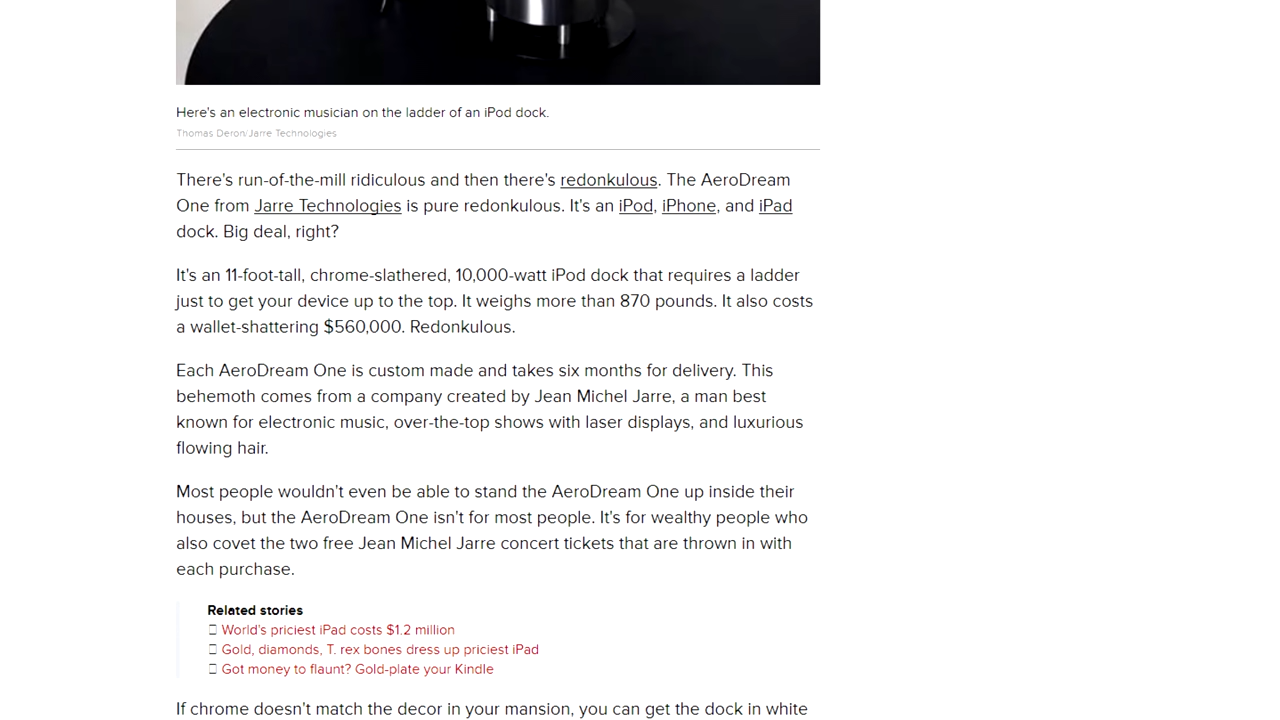 Here's an electronic musician on the ladder of an iPod dock.
Thomas Deron/Jarre Technologies
There's run-of-the-mill ridiculous and then there's redonkulous. The AeroDream
One from Jarre Technologies is pure redonkulous. It's an iPod, iPhone, and iPad
dock. Big deal, right?
It's an 11-foot-tall, chrome-slathered, 10,000-watt iPod dock that requires a ladder
just to get your device up to the top. It weighs more than 870 pounds. It also costs
a wallet-shattering $560,000. Redonkulous.
Each AeroDream One is custom made and takes six months for delivery. This
behemoth comes from a company created by Jean Michel Jarre, a man best
known for electronic music, over-the-top shows with laser displays, and luxurious
flowing hair.
Most people wouldn't even be able to stand the AeroDream One up inside their
houses, but the AeroDream One isn't for most people. It's for wealthy people who
also covet the two free Jean Michel Jarre concert tickets that are thrown in with
each purchase.
Related stories
World's priciest iPad costs $1.2 million
Gold, diamonds, T. rex bones dress up priciest iPad
Got money to flaunt? Gold-plate your Kindle
If chrome doesn't match the decor in your mansion, you can get the dock in white